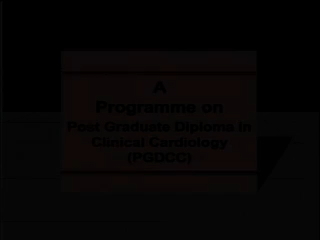 A
Programme on
Post Graduate Diploma in
Clinical Cardiology
(PGDCC)